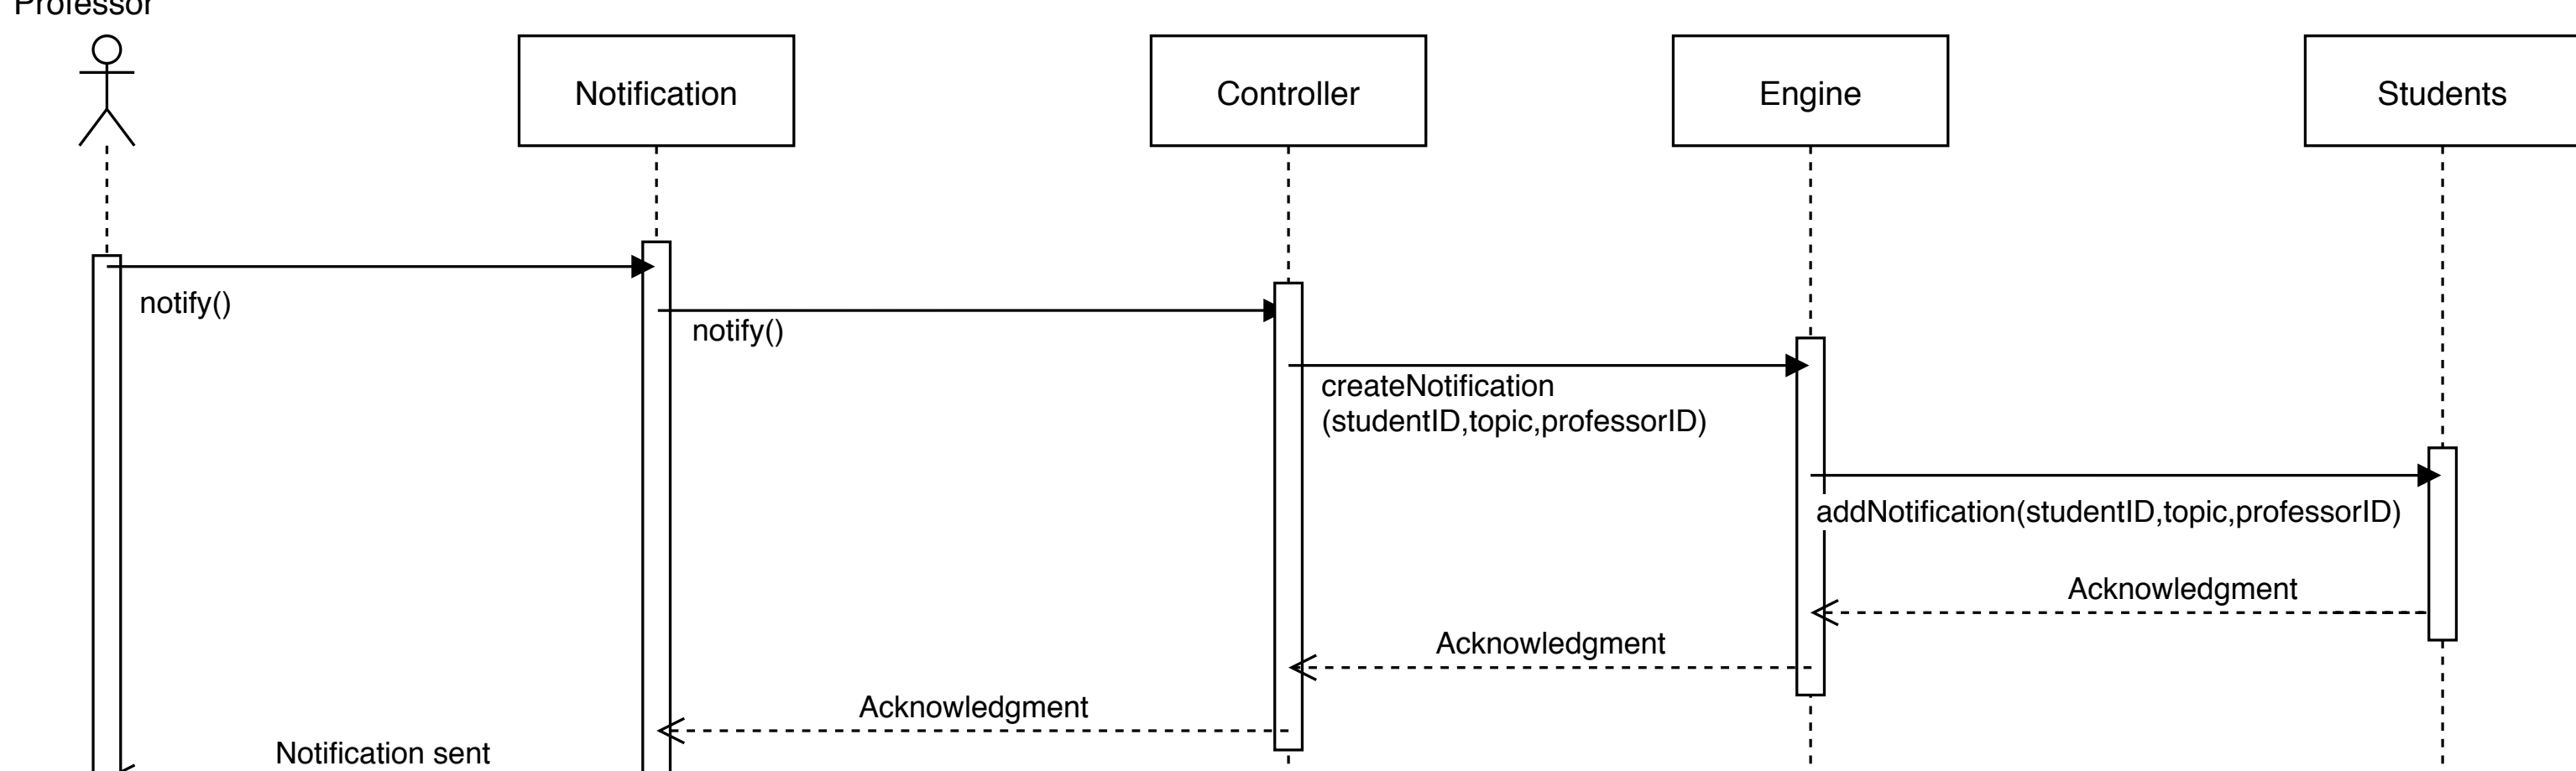 Professor
Notification
Controller
Engine
Students
notify()
notify()
createNotification
(studentID,topic,professorID)
addNotification(studentID,topic,professorID)
Acknowledgment
Acknowledgment
Acknowledgment
Notification sent